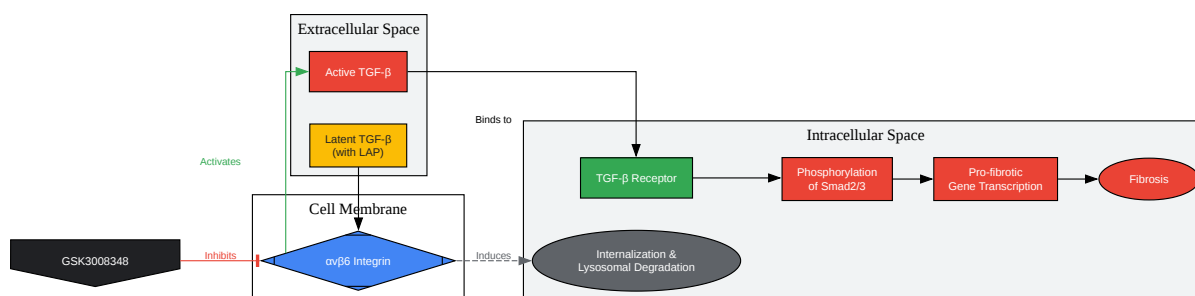 Extracellular Space
Active TGF-β
Latent TGF-β
(with LAP)
Activates
Binds to
Intracellular Space
TGF-β Receptor
Phosphorylation
of Smad2/3
Pro-fibrotic
Gene Transcription
Fibrosis
Cell Membrane
GSK3008348
Inhibits
αvβ6 Integrin
Induces
Internalization &
Lysosomal Degradation